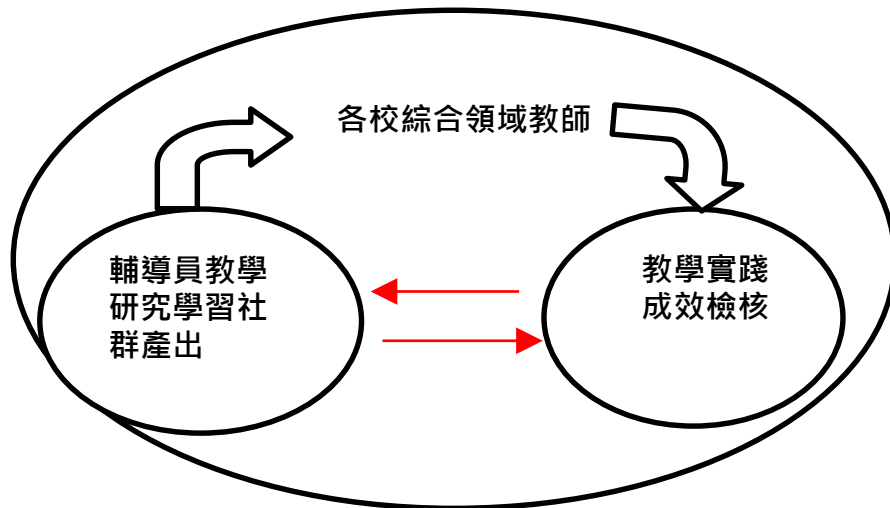 各校綜合領域教師
輔導員教學
研究學習社
群產出
教學實踐
成效檢核